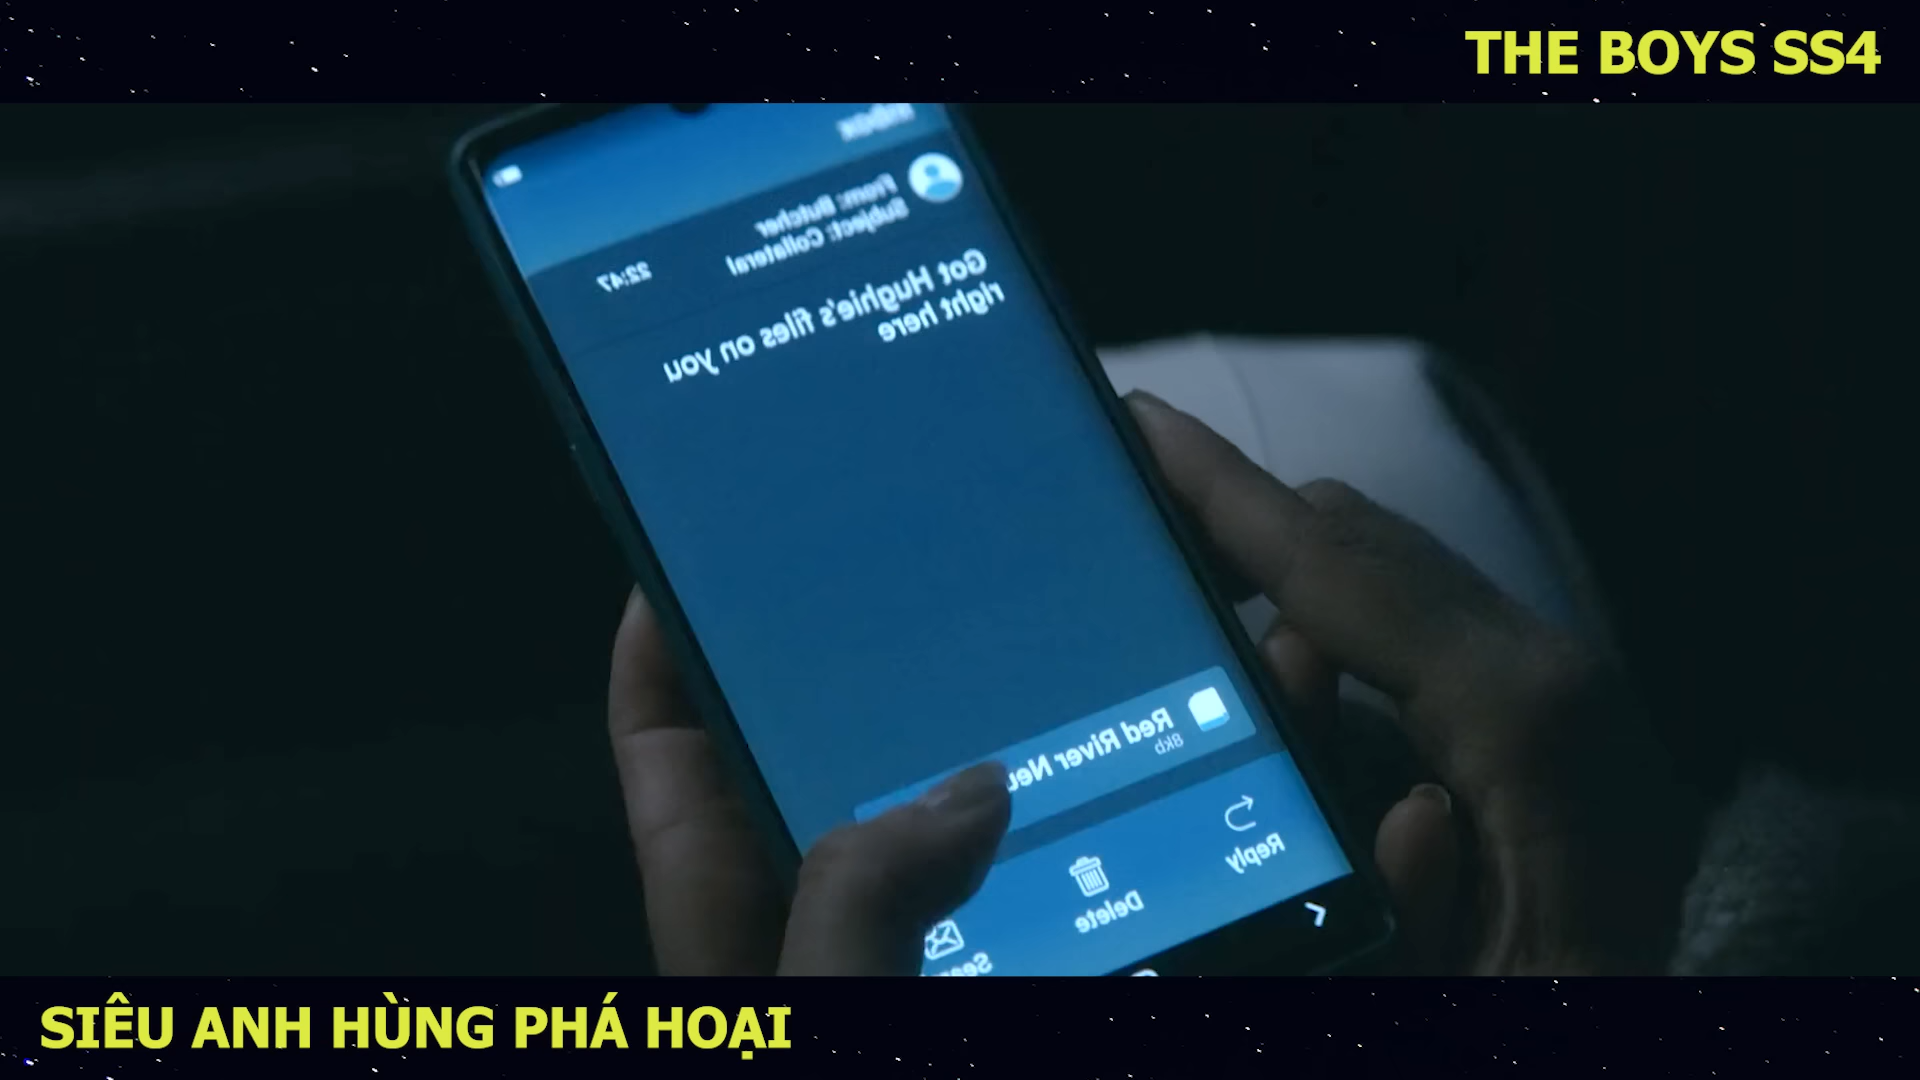 THE BOYS SS4
Inbox
From: Butcher
Subject: Collateral
22:47
Got Hughie's files on you
right here
Red River
8kb
Reply
Delete
SIÊU ANH HÙNG PHÁ HOẠI